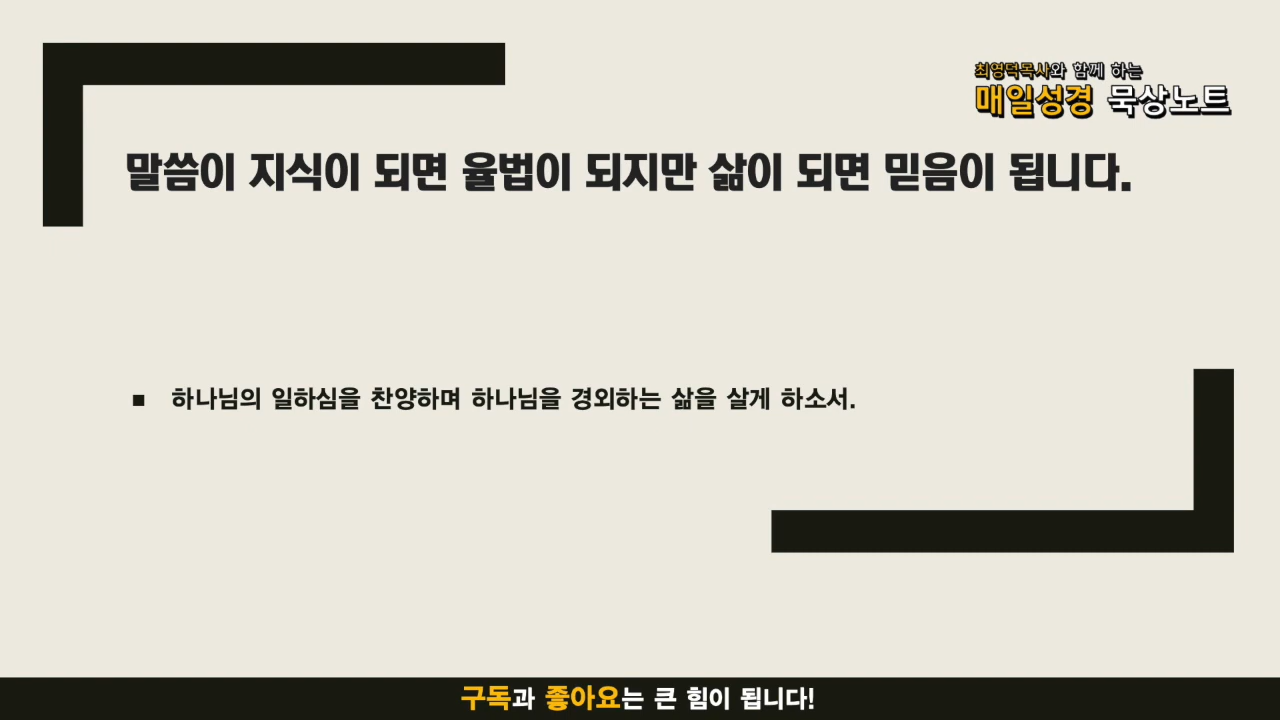 최영덕목사와 함께 하는
매일성경 묵상노트
말씀이 지식이 되면 율법이 되지만 삶이 되면 믿음이 됩니다.
■ 하나님의 일하심을 찬양하며 하나님을 경외하는 삶을 살게 하소서.
구독과 좋아요는 큰 힘이 됩니다!